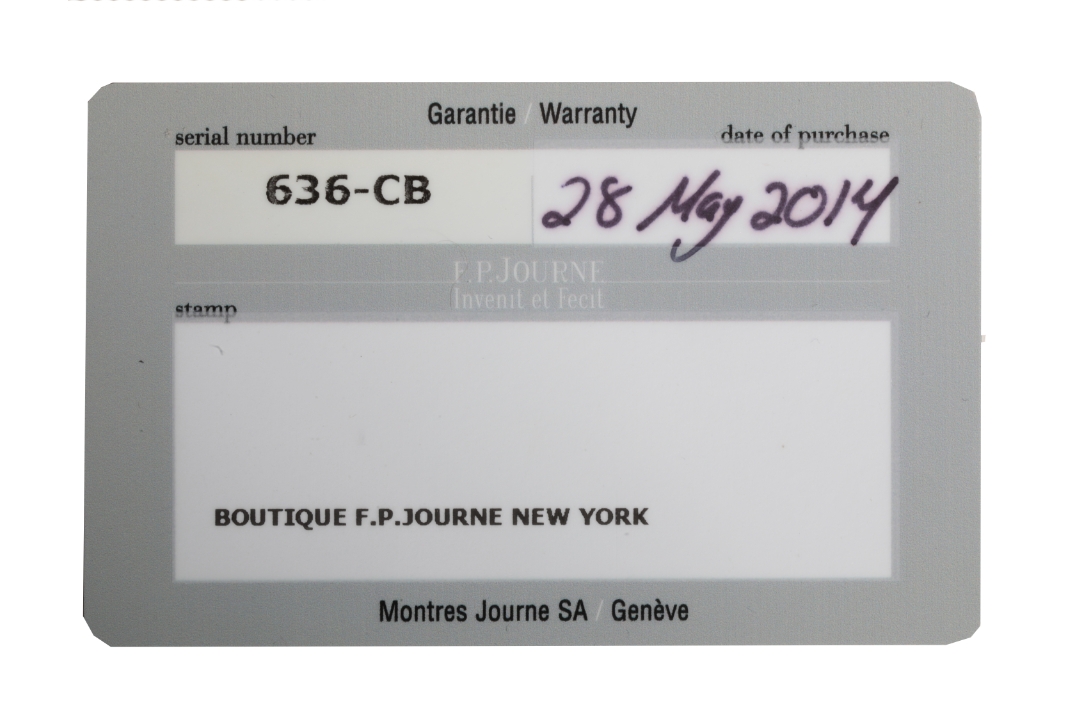 Garantie / Warranty
serial number
date of purchase
636-CB
28 May 2014
F.P.JOURNE
Invenit et Fecit
stamp
BOUTIQUE F.P.JOURNE NEW YORK
Montres Journe SA / Genève